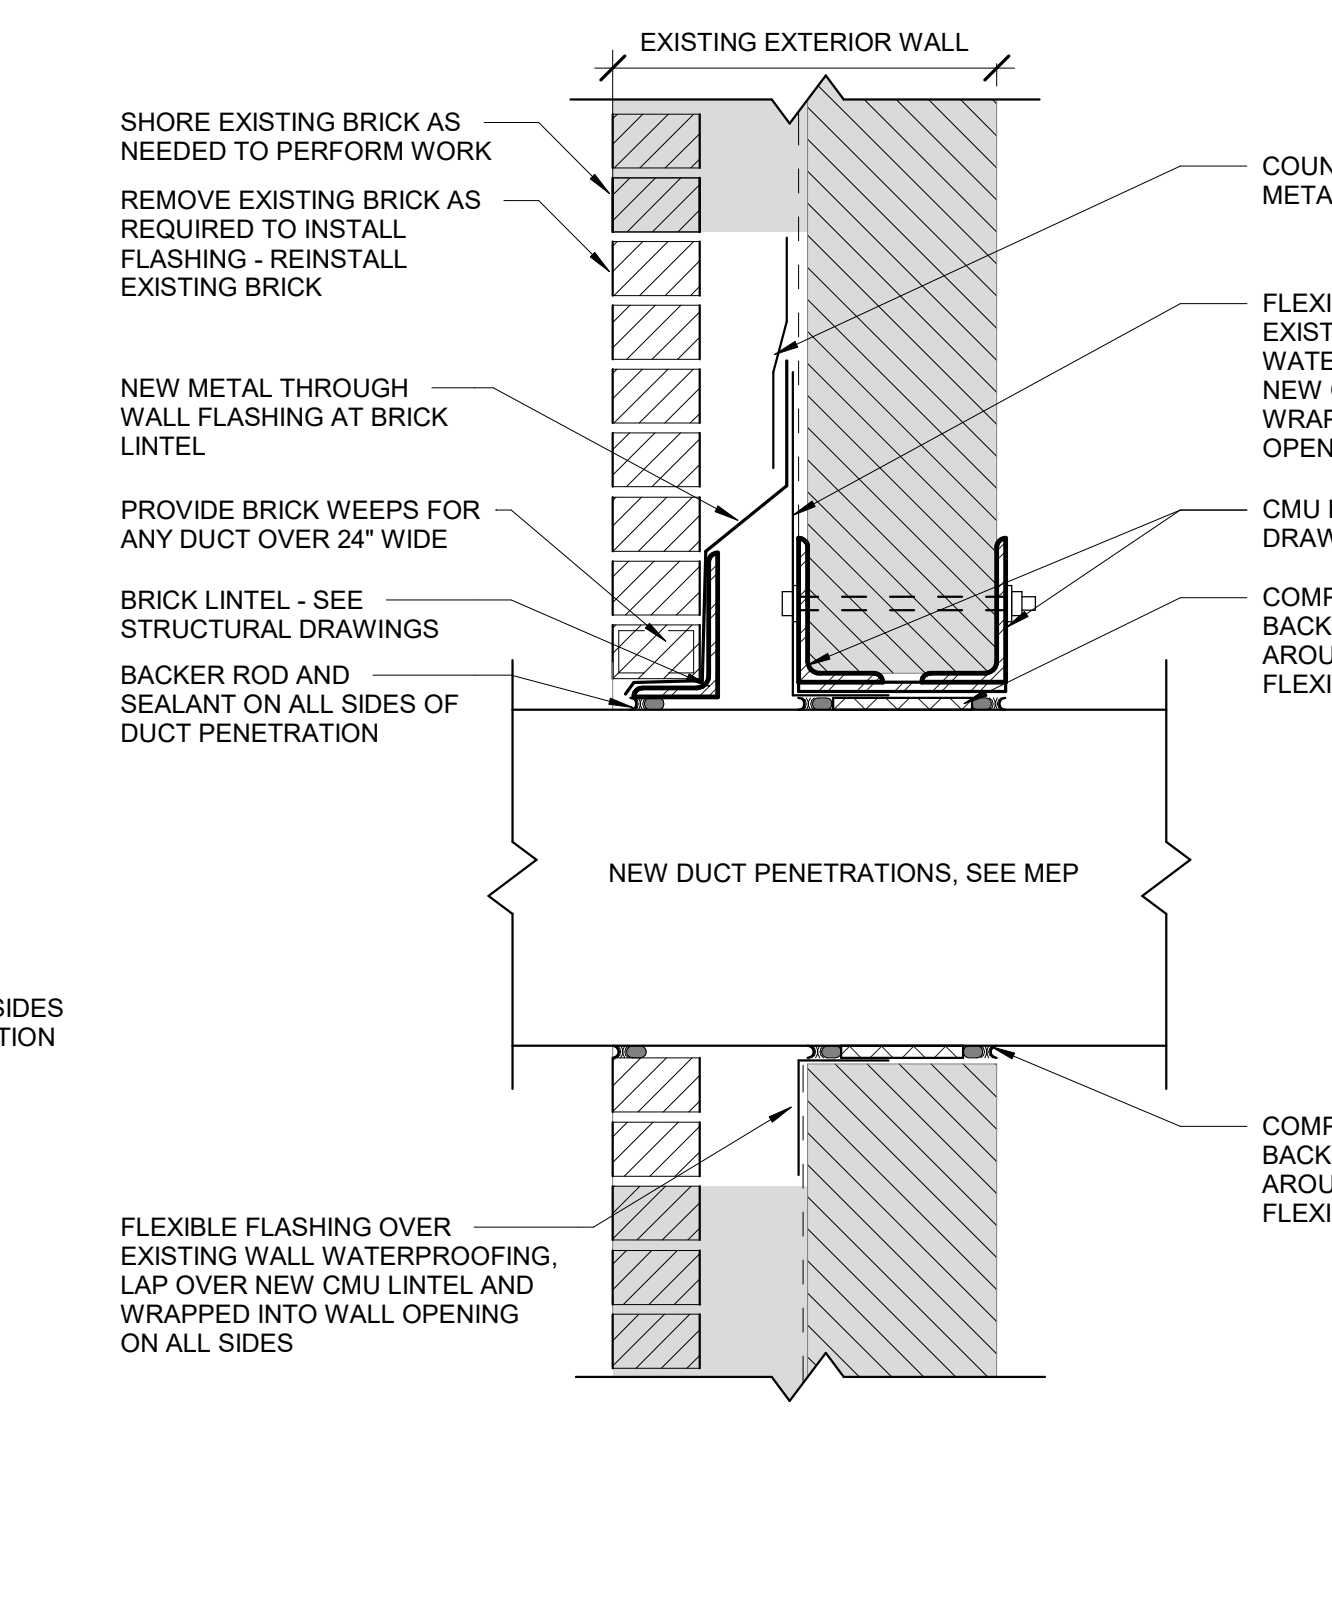 EXISTING EXTERIOR WALL
SHORE EXISTING BRICK AS
NEEDED TO PERFORM WORK
REMOVE EXISTING BRICK AS
REQUIRED TO INSTALL
FLASHING - REINSTALL
EXISTING BRICK
NEW METAL THROUGH
WALL FLASHING AT BRICK
LINTEL
PROVIDE BRICK WEEPS FOR
ANY DUCT OVER 24" WIDE
BRICK LINTEL - SEE
STRUCTURAL DRAWINGS
BACKER ROD AND
SEALANT ON ALL SIDES OF
DUCT PENETRATION
COUN
META
FLEXI
EXIST
WATE
NEW
WRAP
OPEN
CMU
DRAW
COMP
BACK
AROU
FLEXI
NEW DUCT PENETRATIONS, SEE MEP
SIDES
TION
COMP
BACK
AROU
FLEXI
FLEXIBLE FLASHING OVER
EXISTING WALL WATERPROOFING,
LAP OVER NEW CMU LINTEL AND
WRAPPED INTO WALL OPENING
ON ALL SIDES